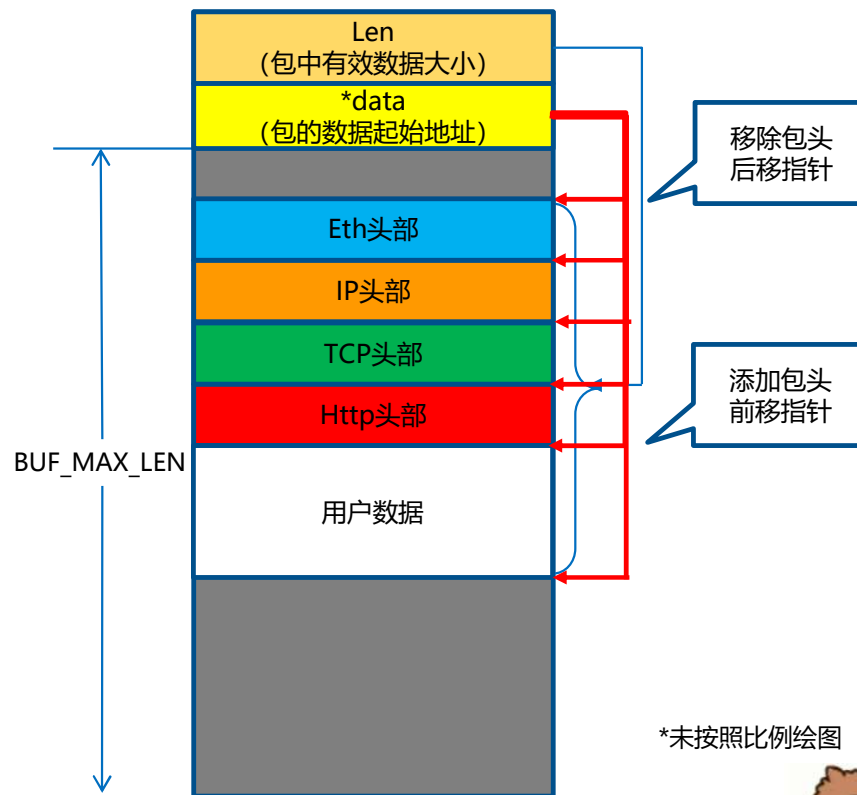 Len
（包中有效数据大小）
*data
（包的数据起始地址）
移除包头
后移指针
Eth头部
IP头部
TCP头部
添加包头
前移指针
Http头部
BUF_MAX_LEN
用户数据
*未按照比例绘图